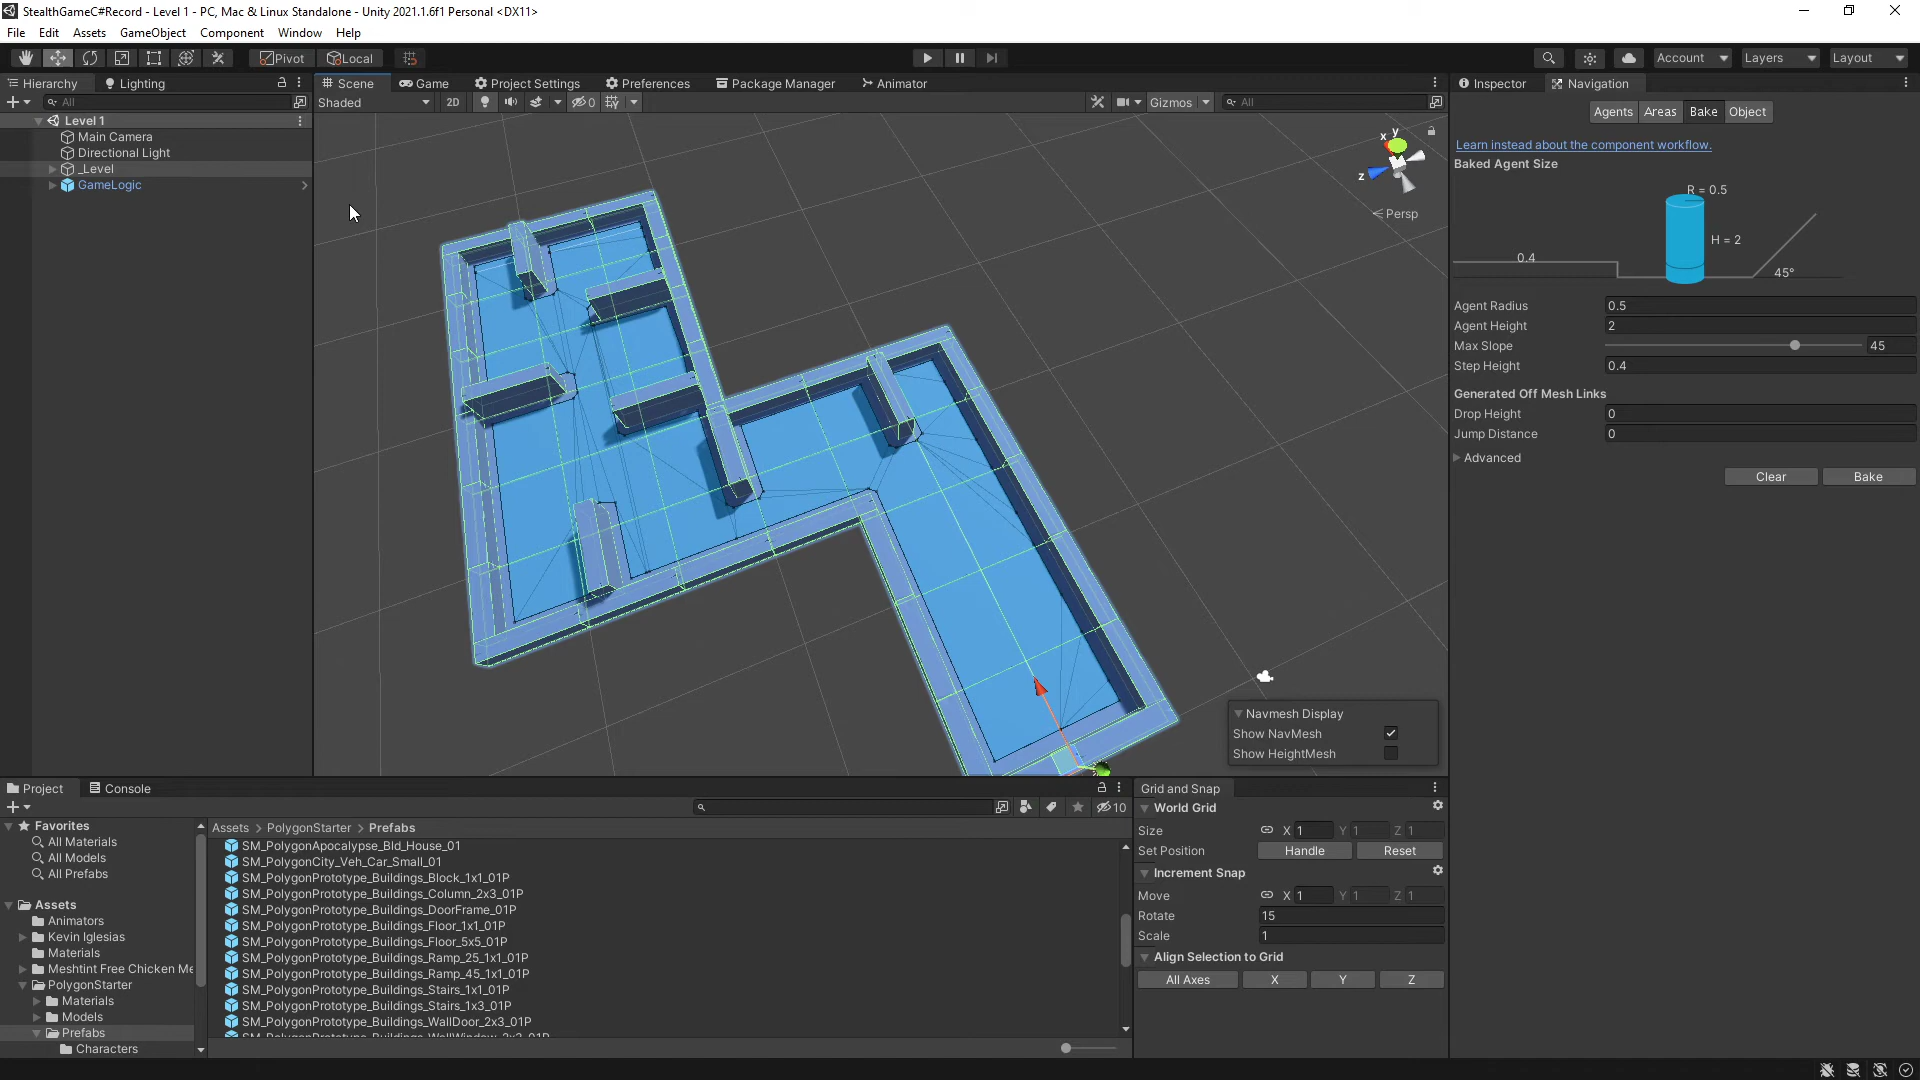 StealthGameC#Record - Level 1 - PC, Mac & Linux Standalone - Unity 2021.1.6f1 Personal <DX11>
File Edit Assets GameObject Component Window Help
Pivot Local Account Layers Layout
Hierarchy Lighting Scene Game Project Settings Preferences Package Manager Animator Inspector Navigation
All Shaded 2D 0 Gizmos All
Agents Areas Bake Object
Level 1
Main Camera
Directional Light
_Level
GameLogic
x y z
Persp
Learn instead about the component workflow.
Baked Agent Size
R = 0.5
H = 2
0.4
45°
Agent Radius 0.5
Agent Height 2
Max Slope 45
Step Height 0.4
Generated Off Mesh Links
Drop Height 0
Jump Distance 0
Advanced
Clear Bake
Navmesh Display
Show NavMesh
Show HeightMesh
Project Console
10
Favorites
All Materials
All Models
All Prefabs
Assets
Animators
Kevin Iglesias
Materials
Meshtint Free Chicken Me
PolygonStarter
Materials
Models
Prefabs
Characters
Assets > PolygonStarter > Prefabs
SM_PolygonApocalypse_Bld_House_01
SM_PolygonCity_Veh_Car_Small_01
SM_PolygonPrototype_Buildings_Block_1x1_01P
SM_PolygonPrototype_Buildings_Column_2x3_01P
SM_PolygonPrototype_Buildings_DoorFrame_01P
SM_PolygonPrototype_Buildings_Floor_1x1_01P
SM_PolygonPrototype_Buildings_Floor_5x5_01P
SM_PolygonPrototype_Buildings_Ramp_25_1x1_01P
SM_PolygonPrototype_Buildings_Ramp_45_1x1_01P
SM_PolygonPrototype_Buildings_Stairs_1x1_01P
SM_PolygonPrototype_Buildings_Stairs_1x3_01P
SM_PolygonPrototype_Buildings_WallDoor_2x3_01P
SM_PolygonPrototype_Buildings_WallWindow_2x3_01P
Grid and Snap
World Grid
Size X 1 Y 1 Z 1
Set Position Handle Reset
Increment Snap
Move X 1 Y 1 Z 1
Rotate 15
Scale 1
Align Selection to Grid
All Axes X Y Z